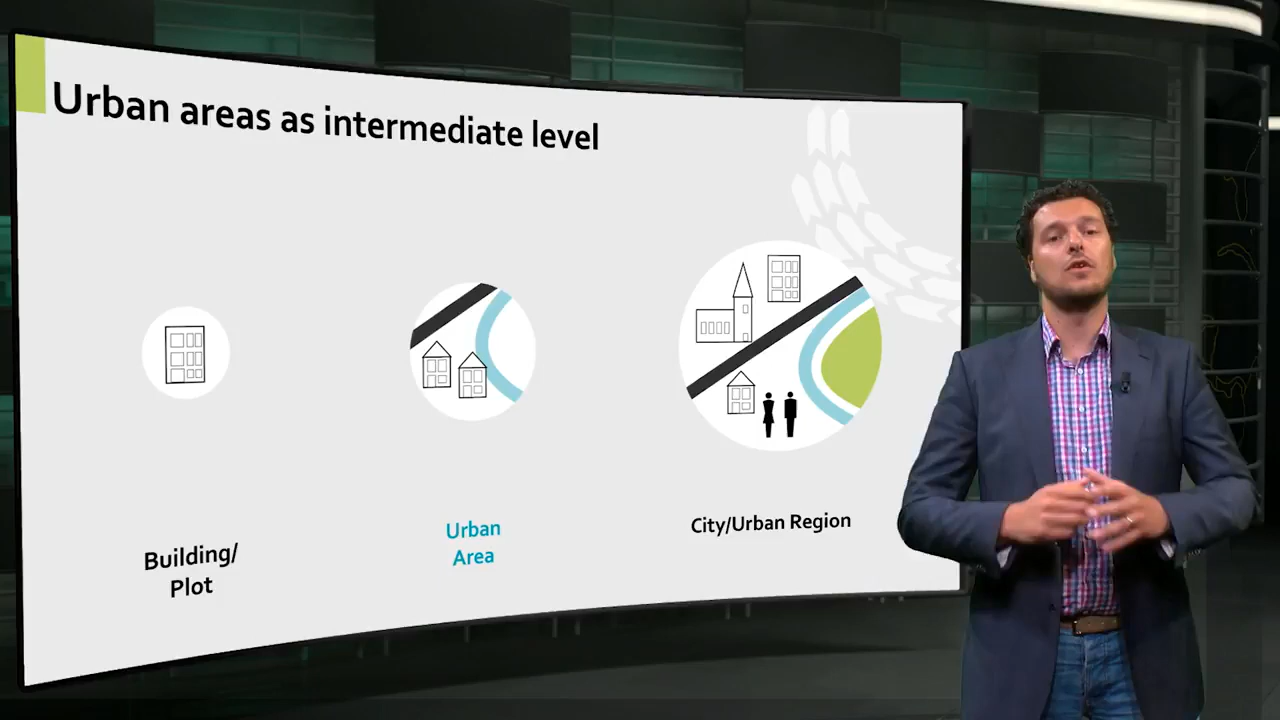 Urban areas as intermediate level
Building/
Plot
Urban
Area
City/Urban Region